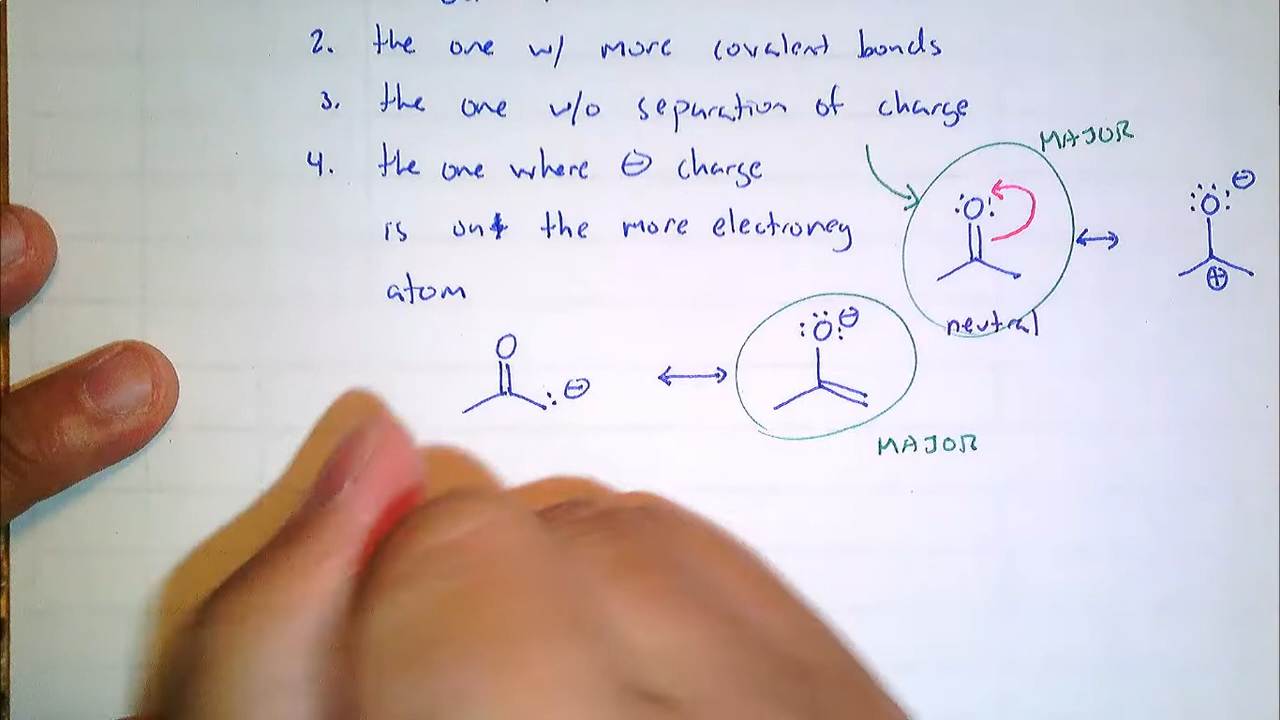 2. the one w/ more covalent bonds
3. the one w/o separation of charge
4. the one where ⊖ charge
is on the more electroneg
atom
MAJOR
:O:
:O: ⊖
⊕
neutral
O
: ⊖
:O: ⊖
MAJOR